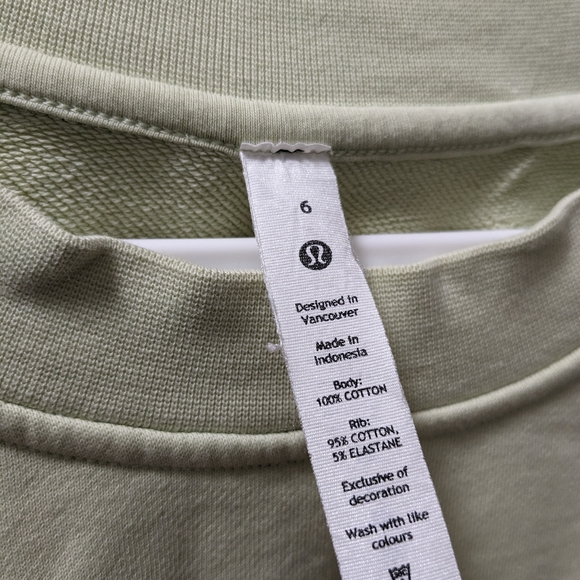 6
Designed in
Vancouver
Made in
Indonesia
Body:
100% COTTON
Rib:
95% COTTON,
5% ELASTANE
Exclusive of
decoration
Wash with like
colours